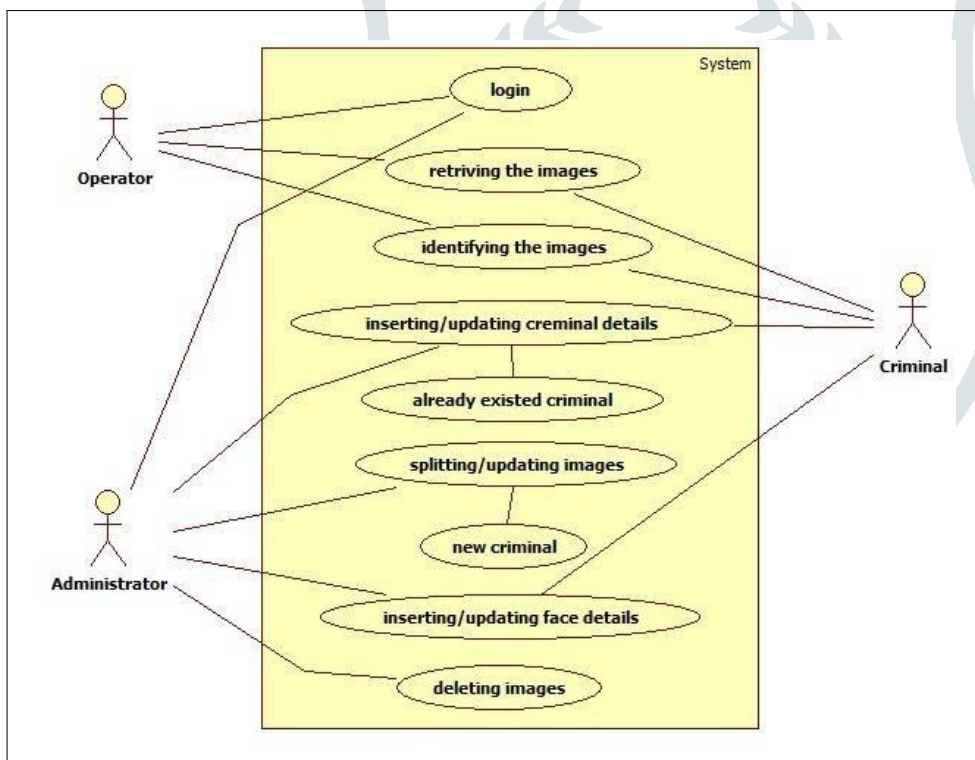 System
login
Operator
retriving the images
identifying the images
inserting/updating creminal details
Criminal
already existed criminal
splitting/updating images
new criminal
Administrator
inserting/updating face details
deleting images